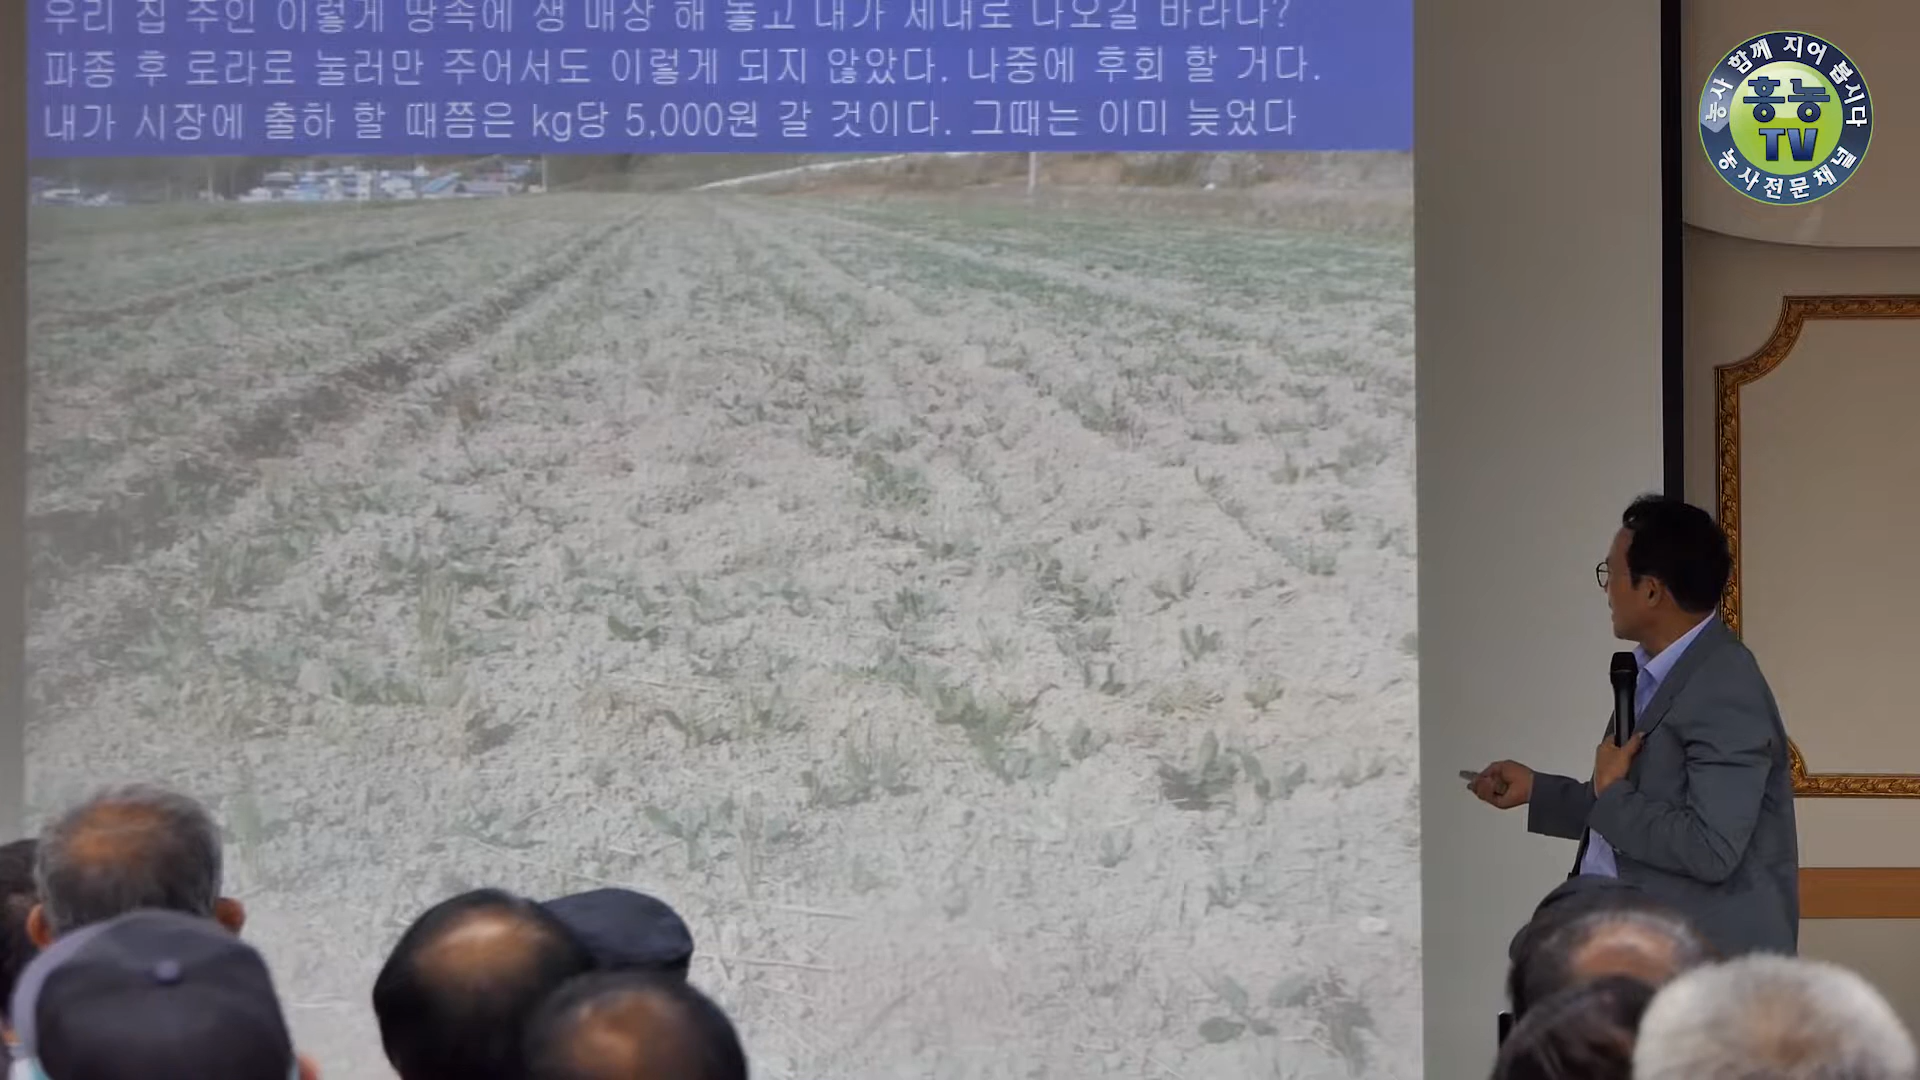 우리 집 주인 이렇게 땅속에 생 매장 해 놓고 내가 제대로 나오길 바라나?
파종 후 로라로 눌러만 주어서도 이렇게 되지 않았다. 나중에 후회 할 거다.
내가 시장에 출하 할 때쯤은 kg당 5,000원 갈 것이다. 그때는 이미 늦었다
농사 함께 지어 봅시다
흥농
TV
농사전문채널